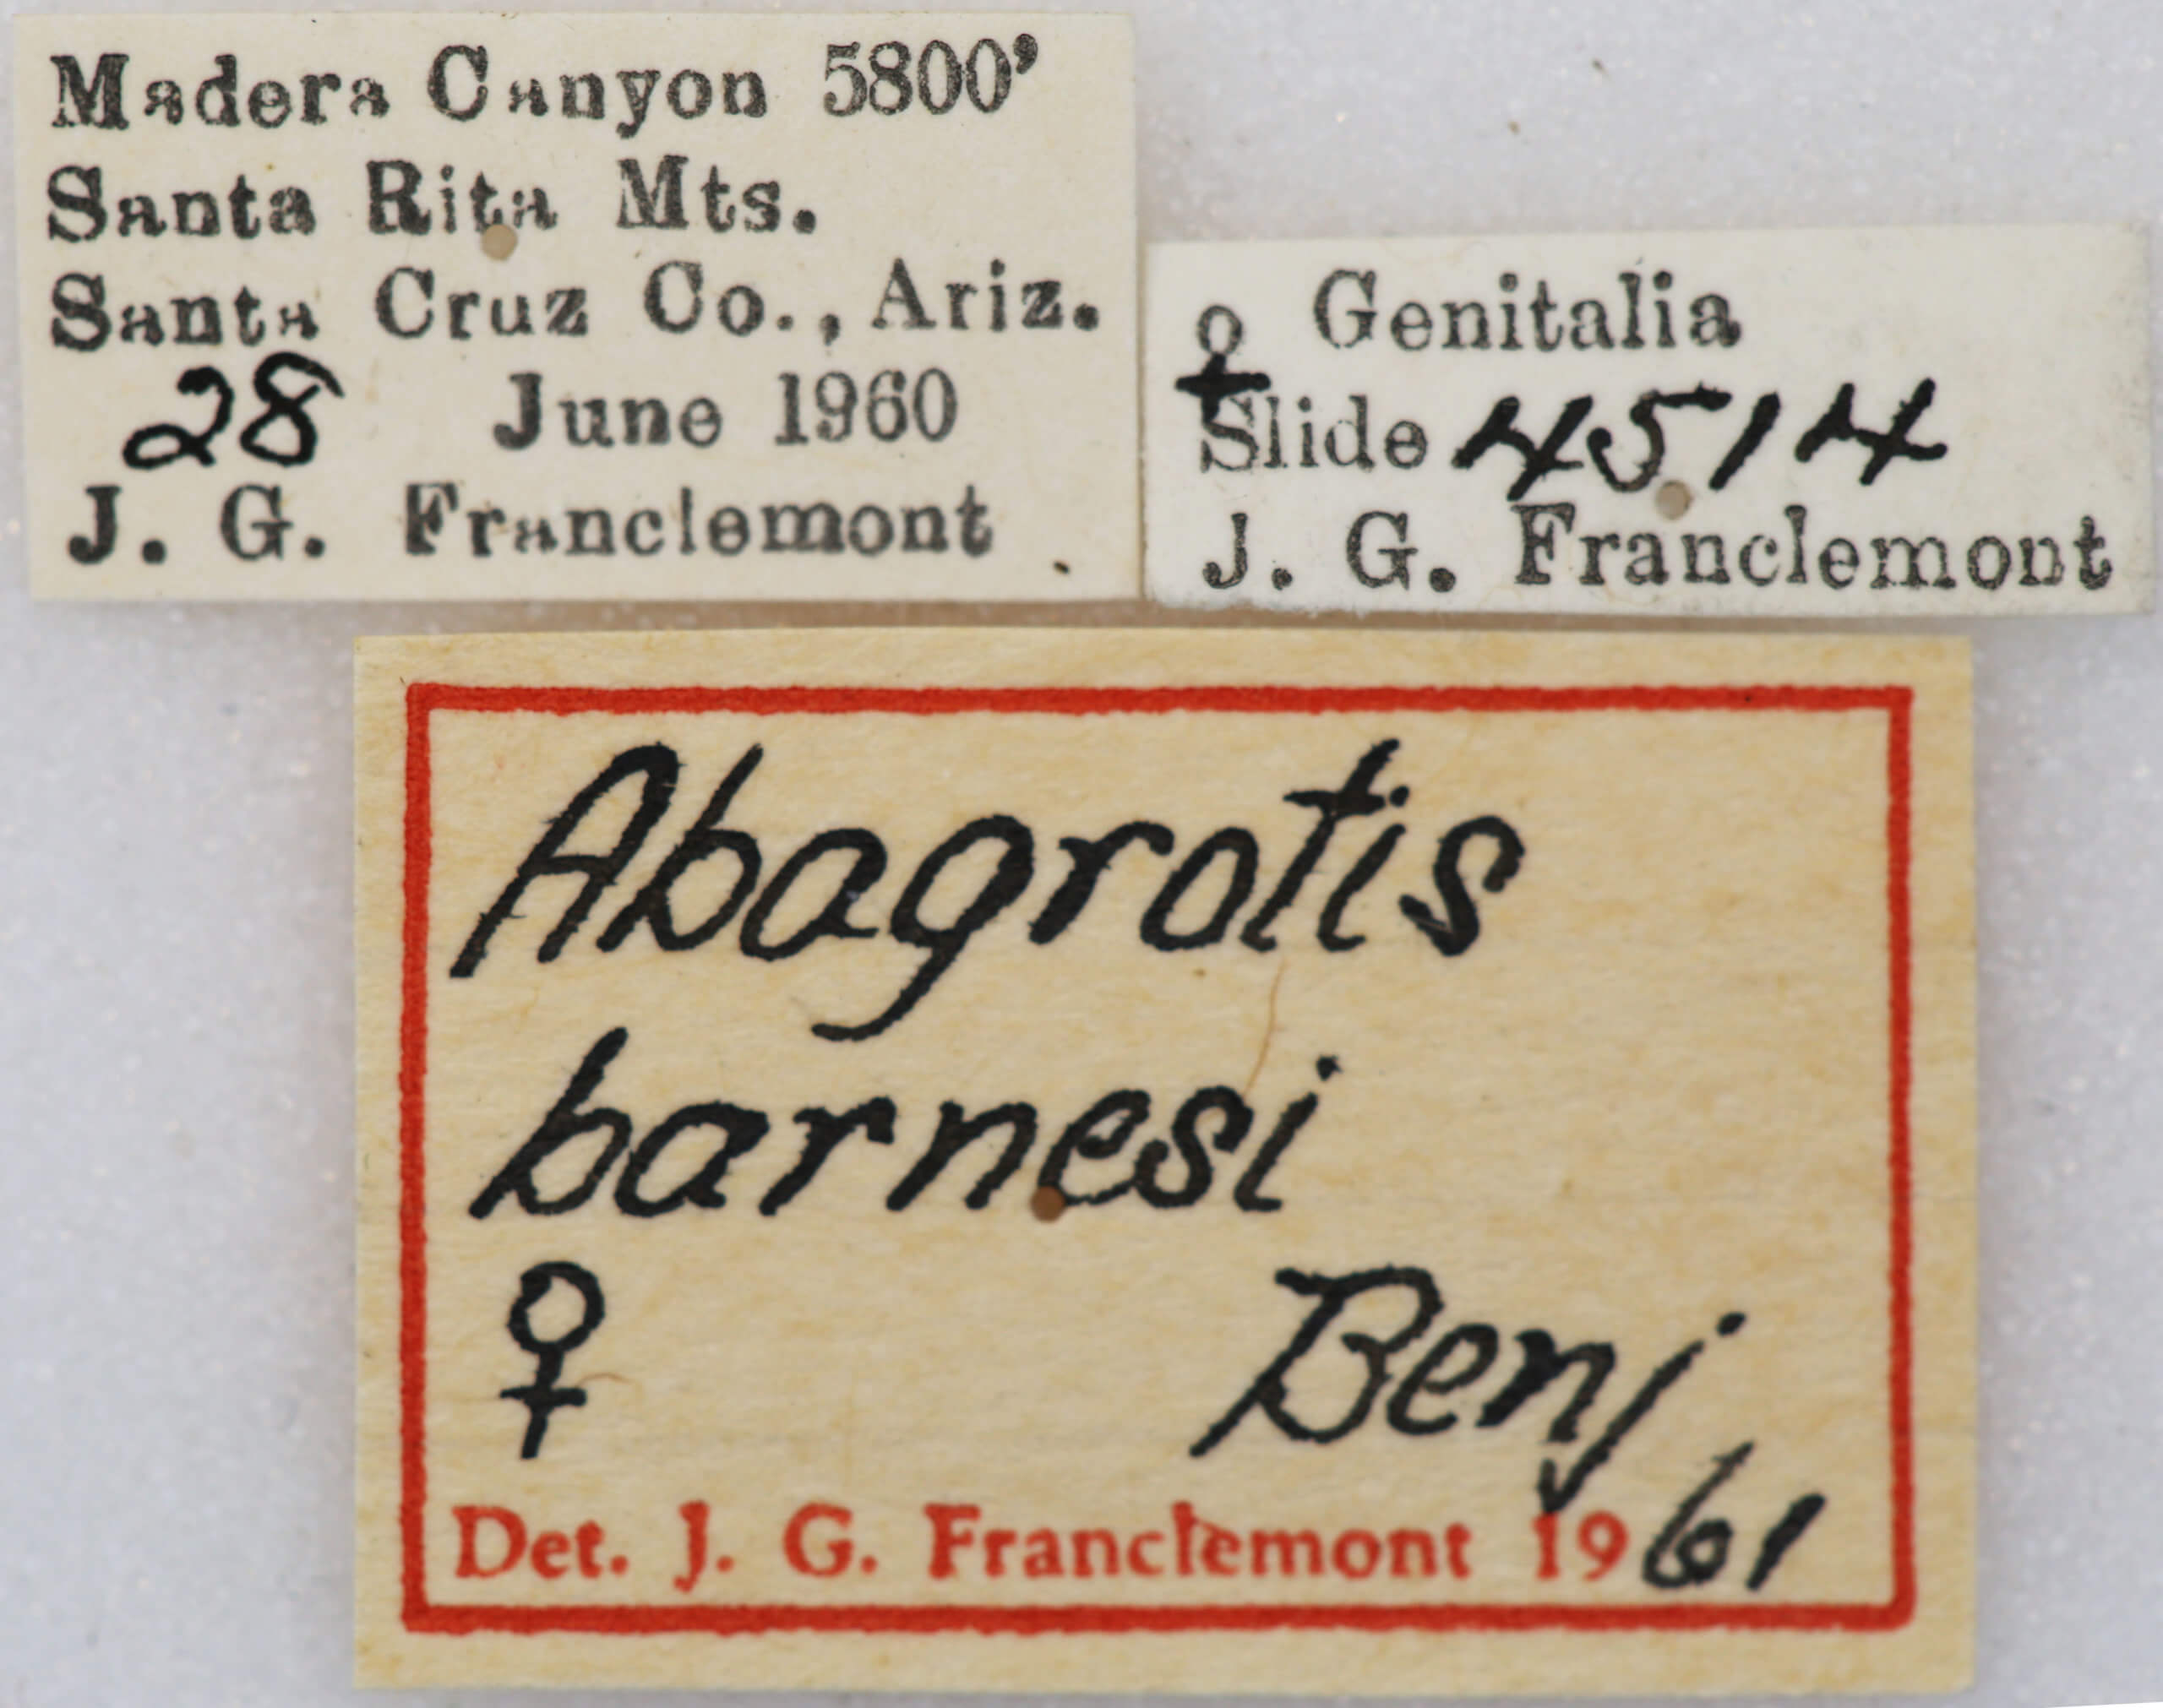 Madera Canyon 5800'
Santa Rita Mts.
Santa Cruz Co., Ariz.
28 June 1960
J. G. Franclemont
♀ Genitalia
Slide 4514
J. G. Franclemont
Abagrotis
barnesi
♀ Benj
Det. J. G. Franclemont 1961